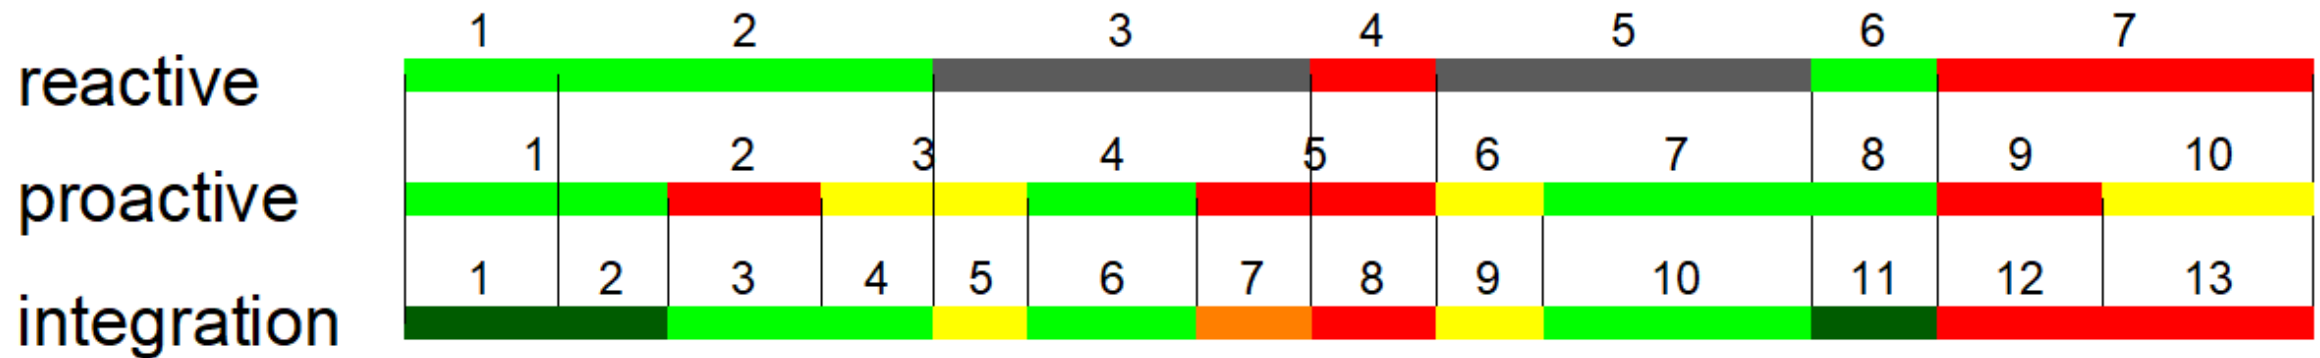 1 2 3 4 5 6 7
reactive
1 2 3 4 5 6 7 8 9 10
proactive
1 2 3 4 5 6 7 8 9 10 11 12 13
integration